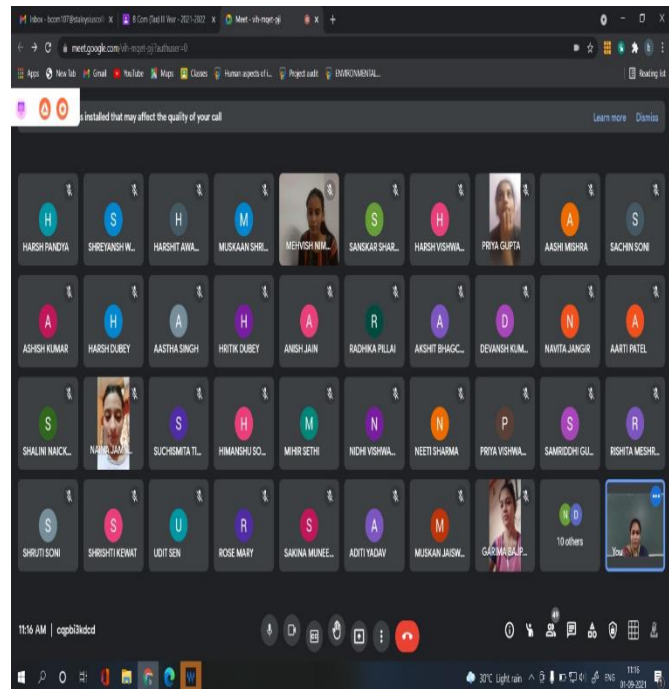 Inbox - bcom107@staloysiuscoll
B Com (Tax) III Year - 2021-2022
Meet - vih-mqet-pji
meet.google.com/vih-mqet-pji?authuser=0
Apps New Tab Gmail YouTube Maps Classes Human aspects of i... Project audit ENVIRONMENTAL... Reading list
s installed that may affect the quality of your call Learn more Dismiss
H S H M S H A S
HARSH PANDYA SHREYANSH W... HARSHIT AWA... MUSKAAN SHRI... MEHVISH NIM... SANSKAR SHAR... HARSH VISHWA... PRIYA GUPTA AASHI MISHRA SACHIN SONI
A H A H A R A D N A
ASHISH KUMAR HARSH DUBEY AASTHA SINGH HRITIK DUBEY ANISH JAIN RADHIKA PILLAI AKSHIT BHAGC... DEVANSH KUM... NAVITA JANGIR AARTI PATEL
S S H M N N P S R
SHALINI NAICK... SUCHISMITA TI... HIMANSHU SO... MIHIR SETHI NIDHI VISHWA... NEETI SHARMA PRIYA VISHWA... SAMRIDDHI GU... RISHITA MESHR...
S S U R S A M N D
SHRUTI SONI SHRISHTI KEWAT UDIT SEN ROSE MARY SAKINA MUNEE... ADITI YADAV MUSKAN JAISW... GARIMA BAJP... 10 others You
11:16 AM | cqpbi3kdcd 49
30°C Light rain ENG 11:16
01-09-2021